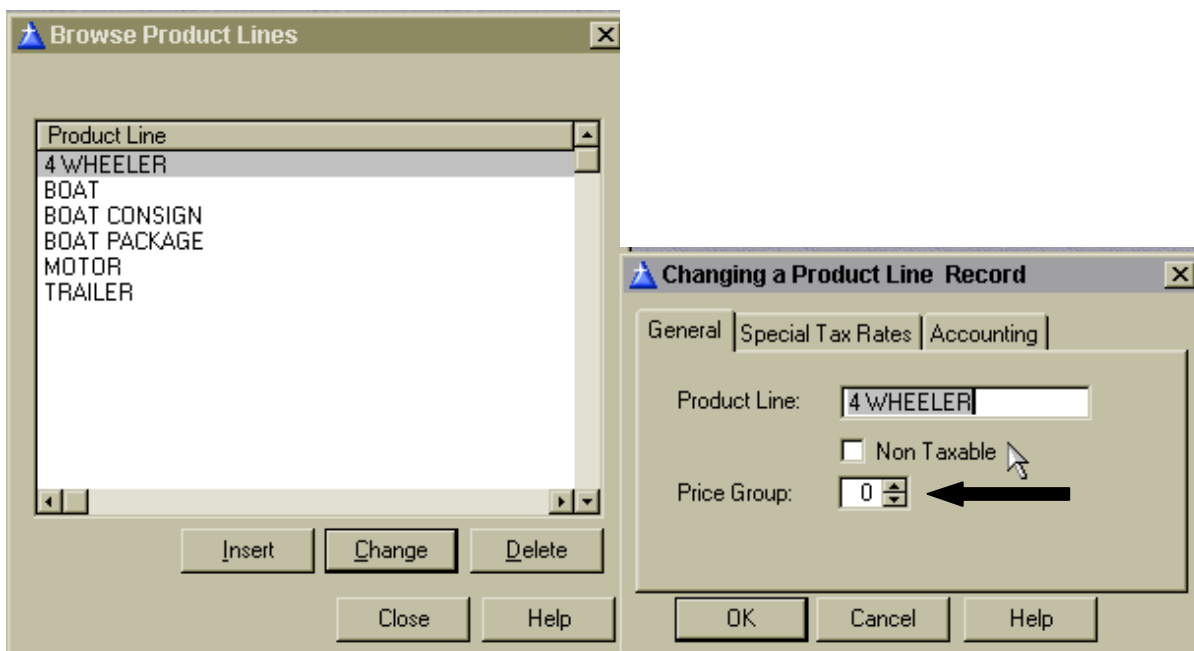 Browse Product Lines
Product Line
4 WHEELER
BOAT
BOAT CONSIGN
BOAT PACKAGE
MOTOR
TRAILER
Insert Change Delete
Close Help
Changing a Product Line Record
General Special Tax Rates Accounting
Product Line: 4 WHEELER
Non Taxable
Price Group: 0
OK Cancel Help